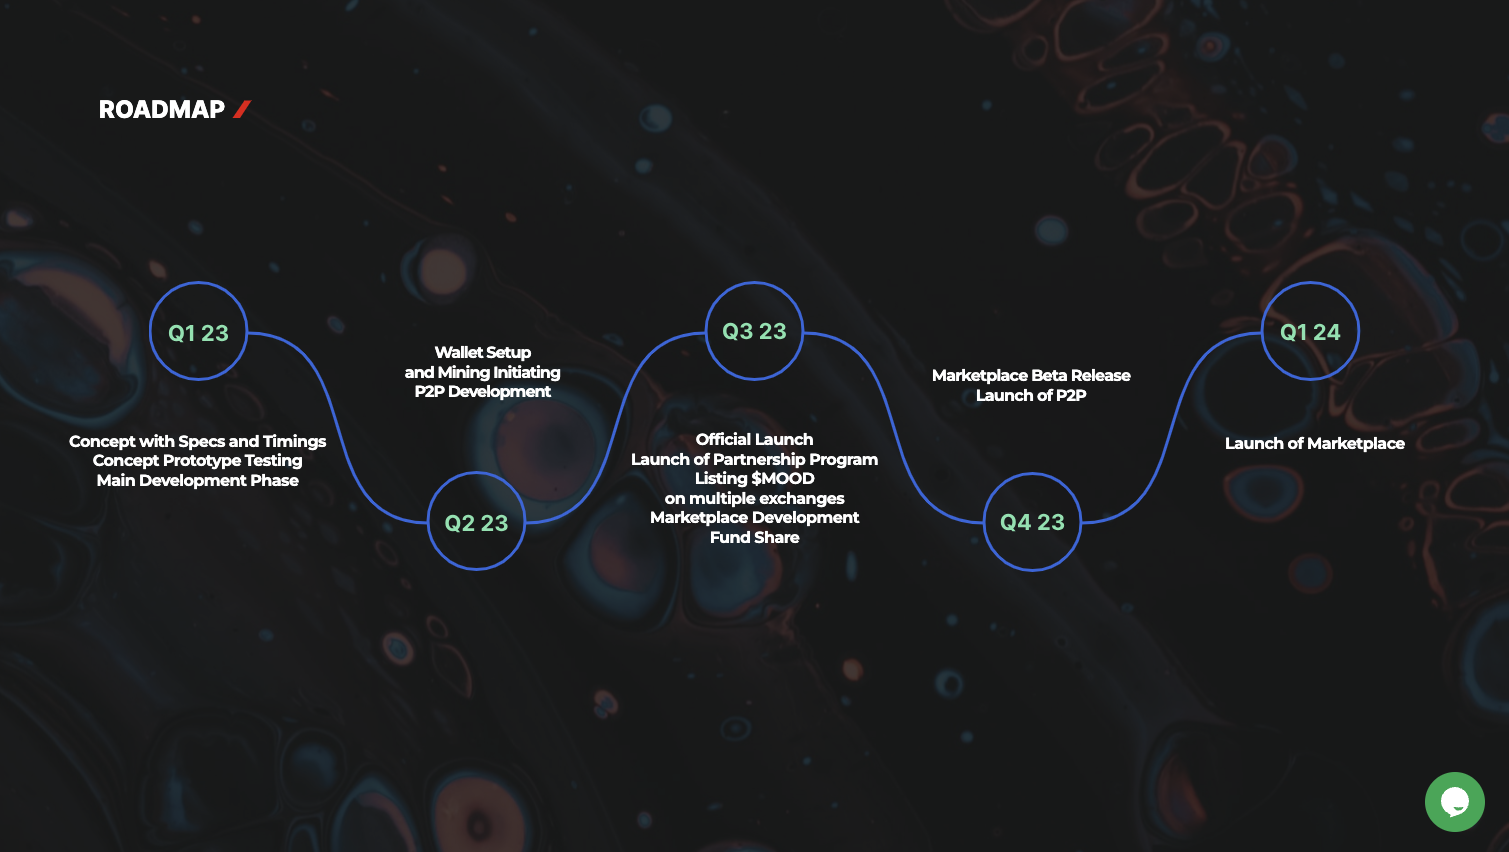 ROADMAP
Q1 23
Concept with Specs and Timings
Concept Prototype Testing
Main Development Phase
Wallet Setup
and Mining Initiating
P2P Development
Q2 23
Q3 23
Official Launch
Launch of Partnership Program
Listing $MOOD
on multiple exchanges
Marketplace Development
Fund Share
Marketplace Beta Release
Launch of P2P
Q4 23
Q1 24
Launch of Marketplace